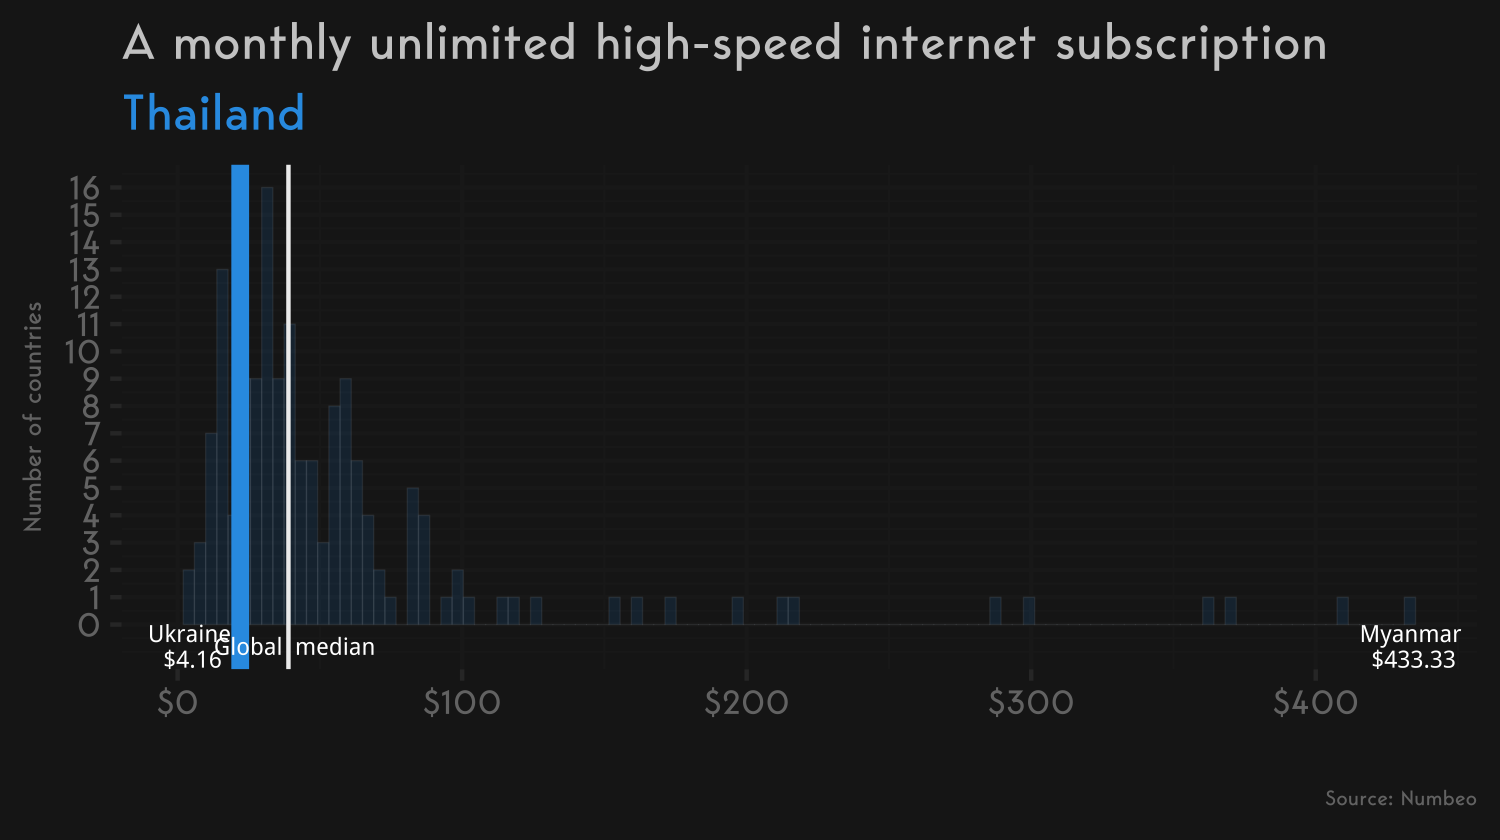 A monthly unlimited high-speed internet subscription
Thailand
Number of countries
16
15
14
13
12
11
10
9
8
7
6
5
4
3
2
1
0
Ukraine
$4.16
Global median
Myanmar
$433.33
$0 $100 $200 $300 $400
Source: Numbeo